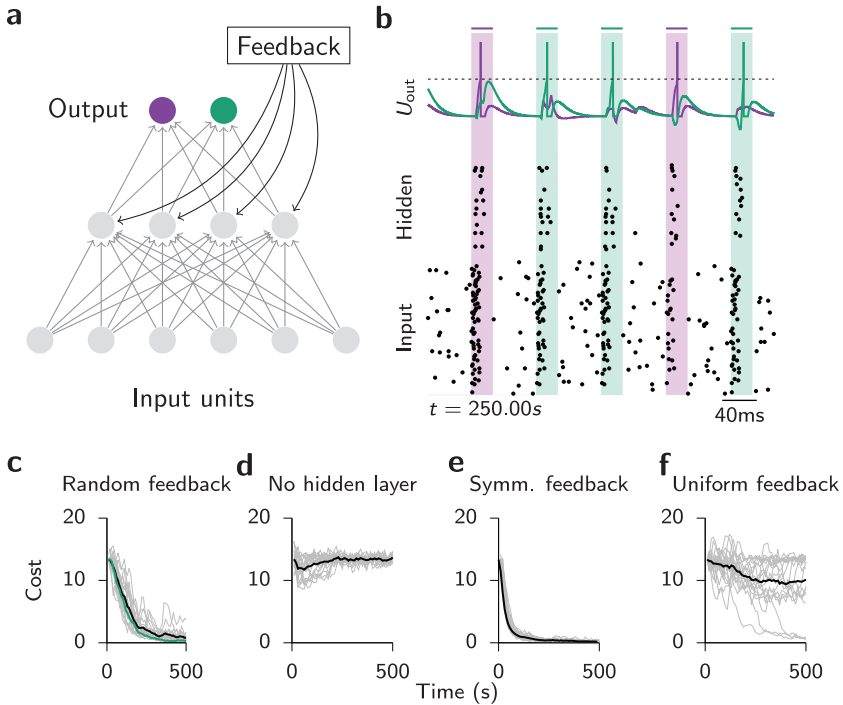 a
Feedback
Output
Input units
b
U_out
Hidden
Input
t = 250.00s
40ms
c
Random feedback
d
No hidden layer
e
Symm. feedback
f
Uniform feedback
Cost
20
10
0
0
500
20
10
0
0
500
20
10
0
0
500
20
10
0
0
500
Time (s)